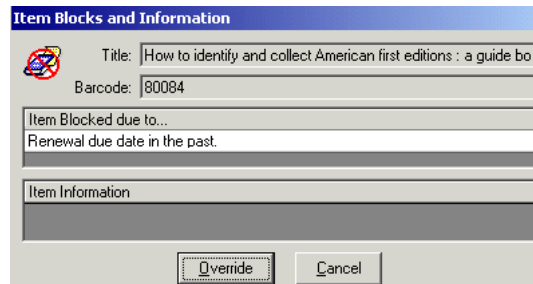 Item Blocks and Information
Title: How to identify and collect American first editions : a guide bo
Barcode: 80084
Item Blocked due to...
Renewal due date in the past.
Item Information
Override Cancel